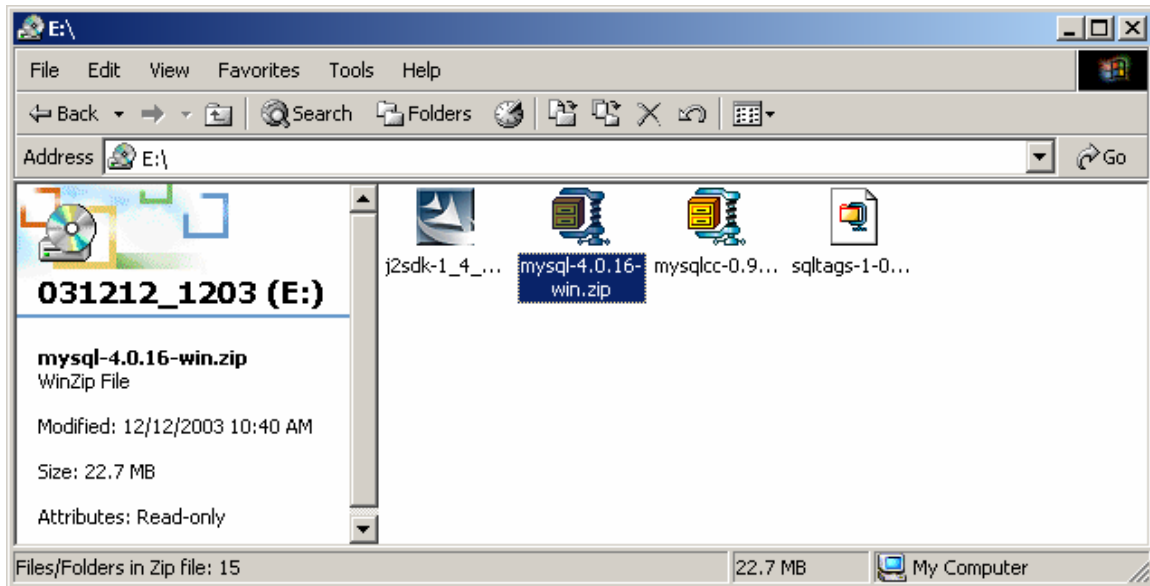 E:\
File Edit View Favorites Tools Help
Back Search Folders
Address E:\ Go
031212_1203 (E:)
mysql-4.0.16-win.zip
WinZip File
Modified: 12/12/2003 10:40 AM
Size: 22.7 MB
Attributes: Read-only
j2sdk-1_4_... mysql-4.0.16- mysqlcc-0.9... sqltags-1-0...
win.zip
Files/Folders in Zip file: 15 22.7 MB My Computer